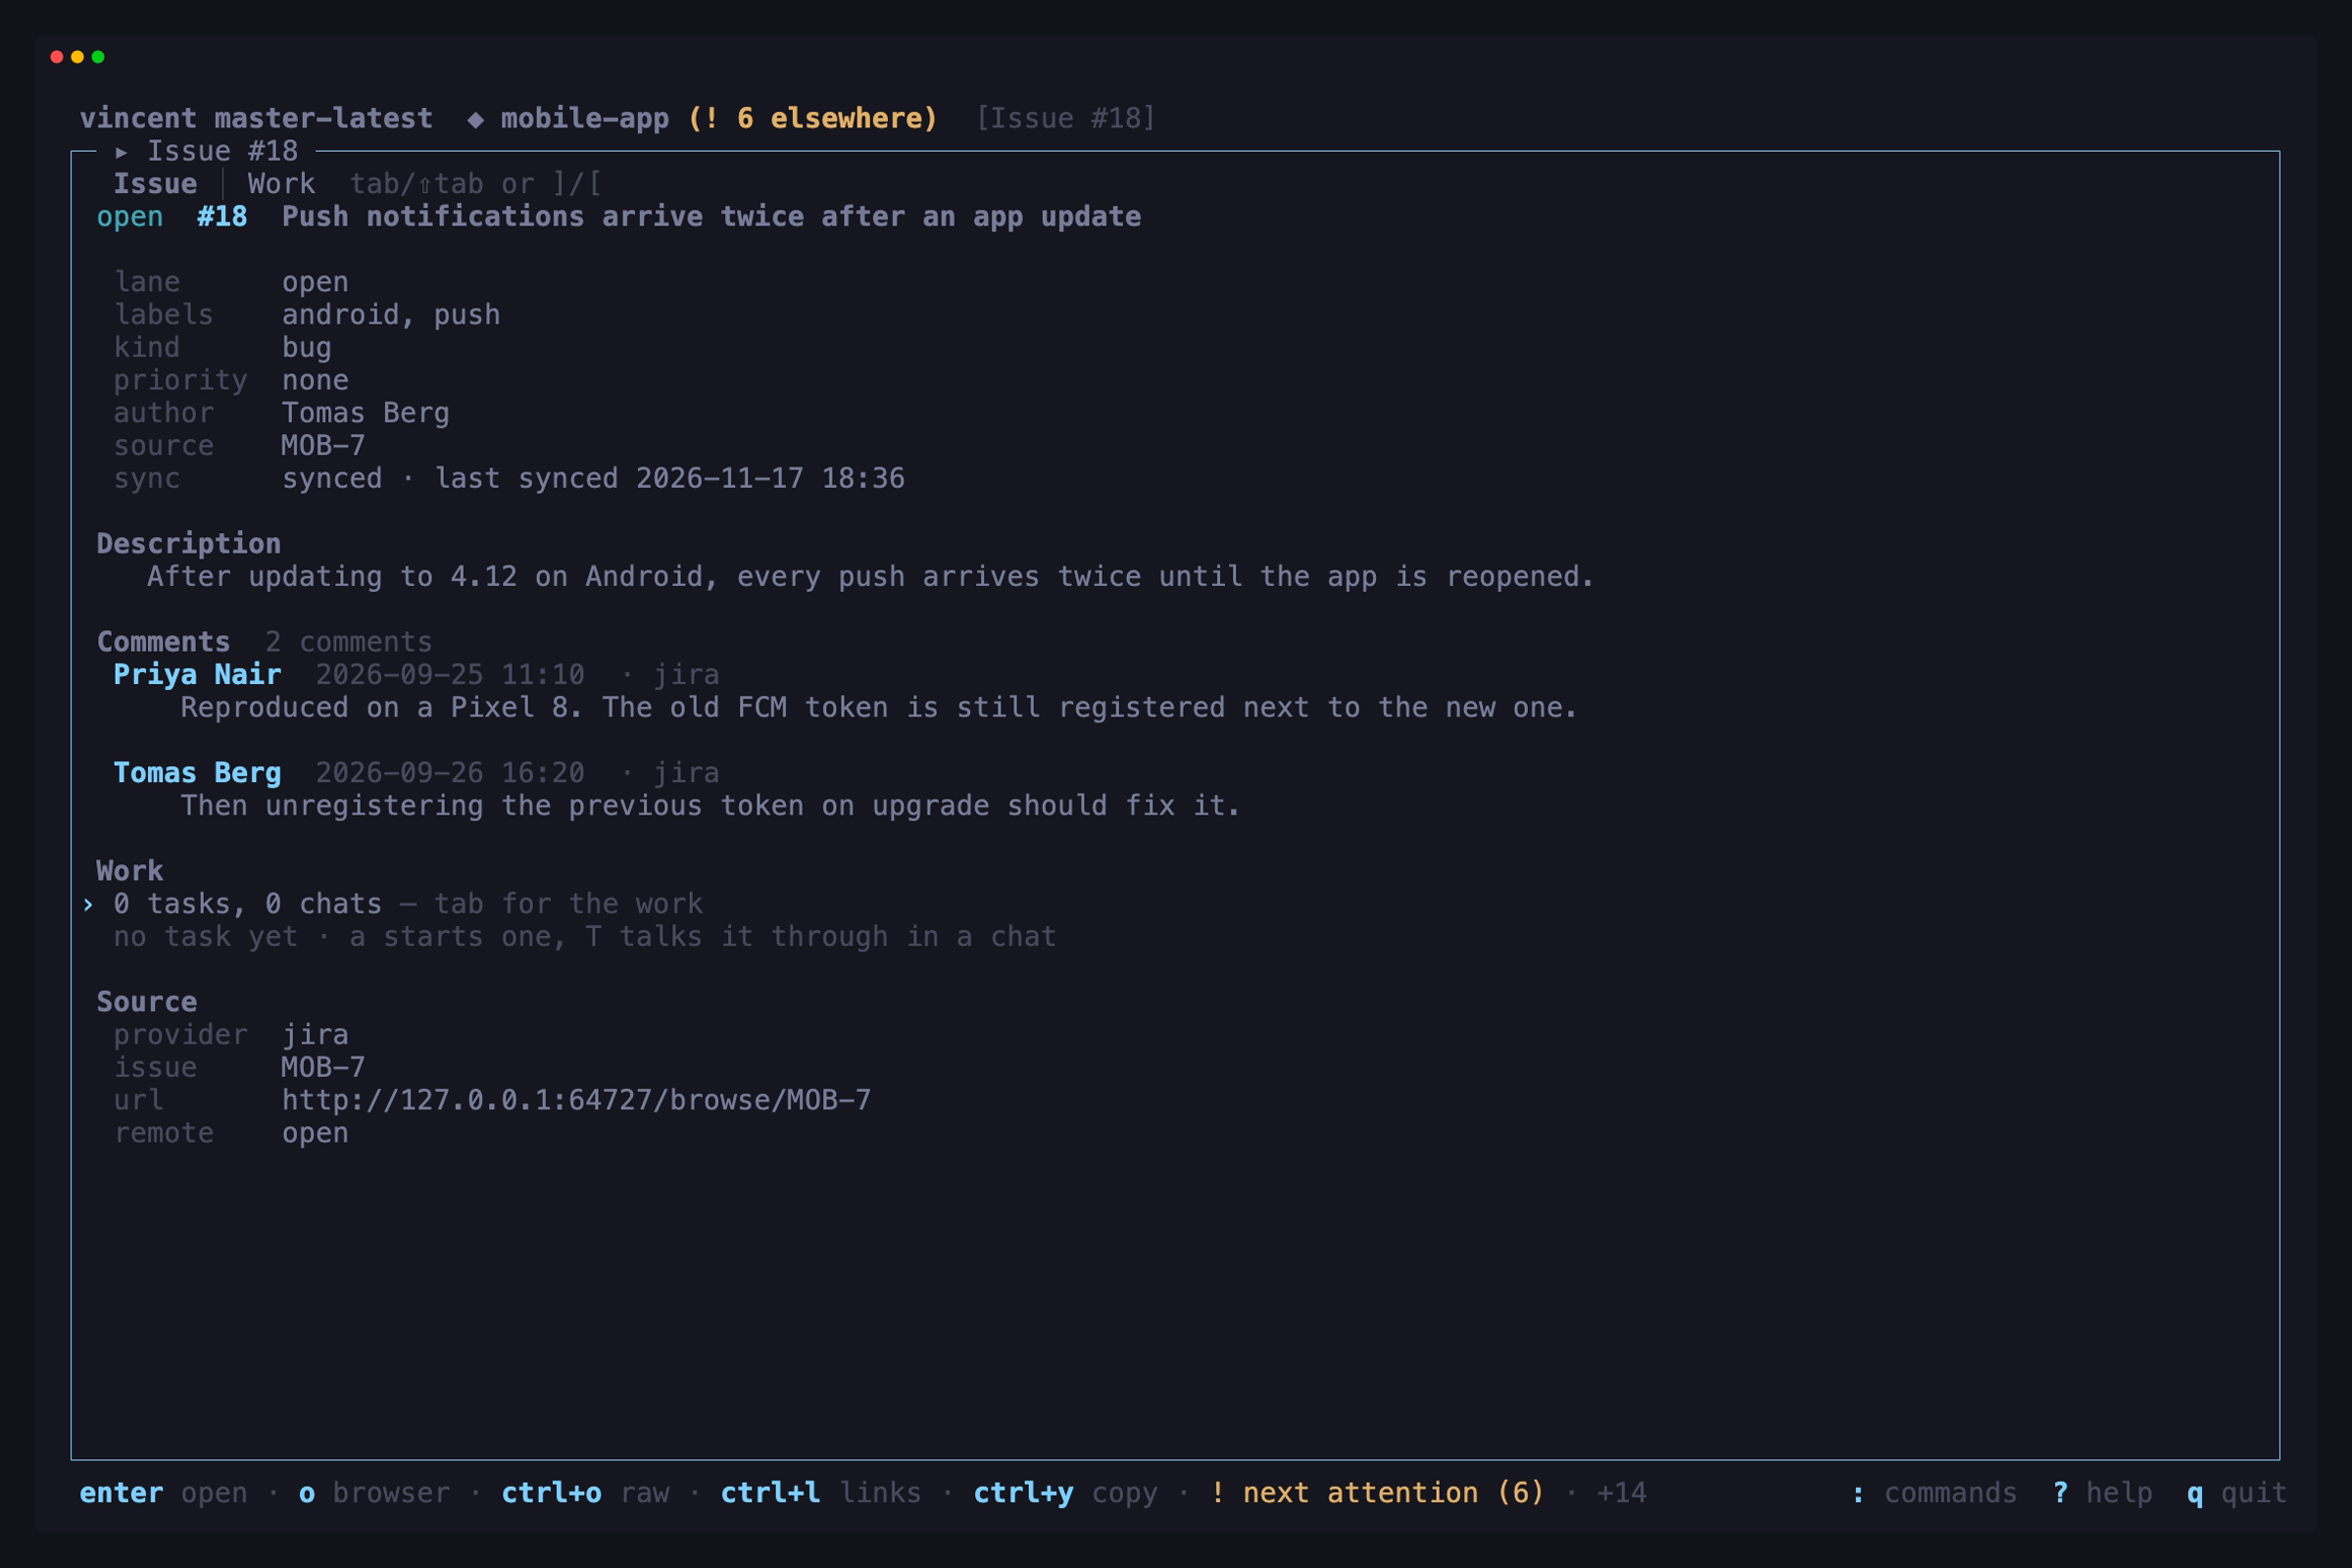 vincent master-latest ◆ mobile-app (! 6 elsewhere) [Issue #18]
▸ Issue #18
Issue │ Work tab/⇧tab or ]/[
open #18 Push notifications arrive twice after an app update
lane open
labels android, push
kind bug
priority none
author Tomas Berg
source MOB-7
sync synced · last synced 2026-11-17 18:36
Description
After updating to 4.12 on Android, every push arrives twice until the app is reopened.
Comments 2 comments
Priya Nair 2026-09-25 11:10 · jira
Reproduced on a Pixel 8. The old FCM token is still registered next to the new one.
Tomas Berg 2026-09-26 16:20 · jira
Then unregistering the previous token on upgrade should fix it.
Work
› 0 tasks, 0 chats — tab for the work
no task yet · a starts one, T talks it through in a chat
Source
provider jira
issue MOB-7
url http://127.0.0.1:64727/browse/MOB-7
remote open
enter open · o browser · ctrl+o raw · ctrl+l links · ctrl+y copy · ! next attention (6) · +14 : commands ? help q quit